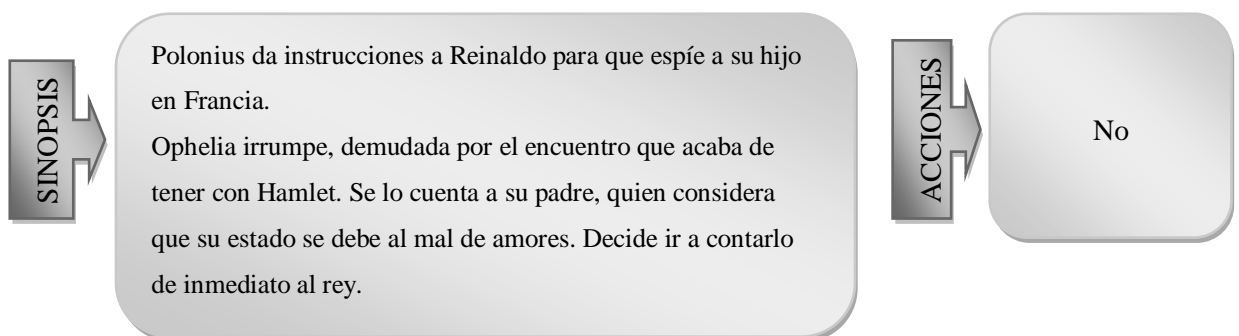 SINOPSIS
Polonius da instrucciones a Reinaldo para que espíe a su hijo
en Francia.
Ophelia irrumpe, demudada por el encuentro que acaba de
tener con Hamlet. Se lo cuenta a su padre, quien considera
que su estado se debe al mal de amores. Decide ir a contarlo
de inmediato al rey.
ACCIONES
No